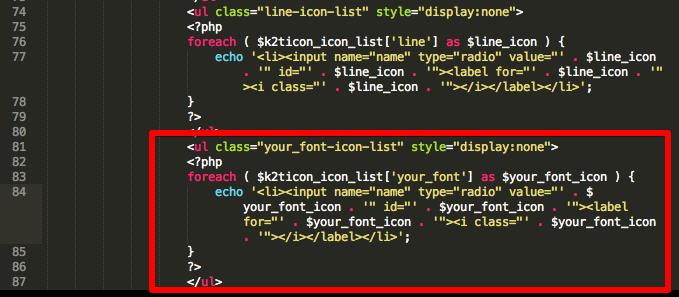 74 <ul class="line-icon-list" style="display:none">
75 <?php
76 foreach ( $k2ticon_icon_list['line'] as $line_icon ) {
77 echo '<li><input name="name" type="radio" value="' . $line_icon
. '" id="' . $line_icon . '"><label for="' . $line_icon . '"
><i class="' . $line_icon . '"></i></label></li>';
78 }
79 ?>
80 </ul>
81 <ul class="your_font-icon-list" style="display:none">
82 <?php
83 foreach ( $k2ticon_icon_list['your_font'] as $your_font_icon ) {
84 echo '<li><input name="name" type="radio" value="' . $
your_font_icon . '" id="' . $your_font_icon . '"><label
for="' . $your_font_icon . '"><i class="' . $your_font_icon
. '"></i></label></li>';
85 }
86 ?>
87 </ul>